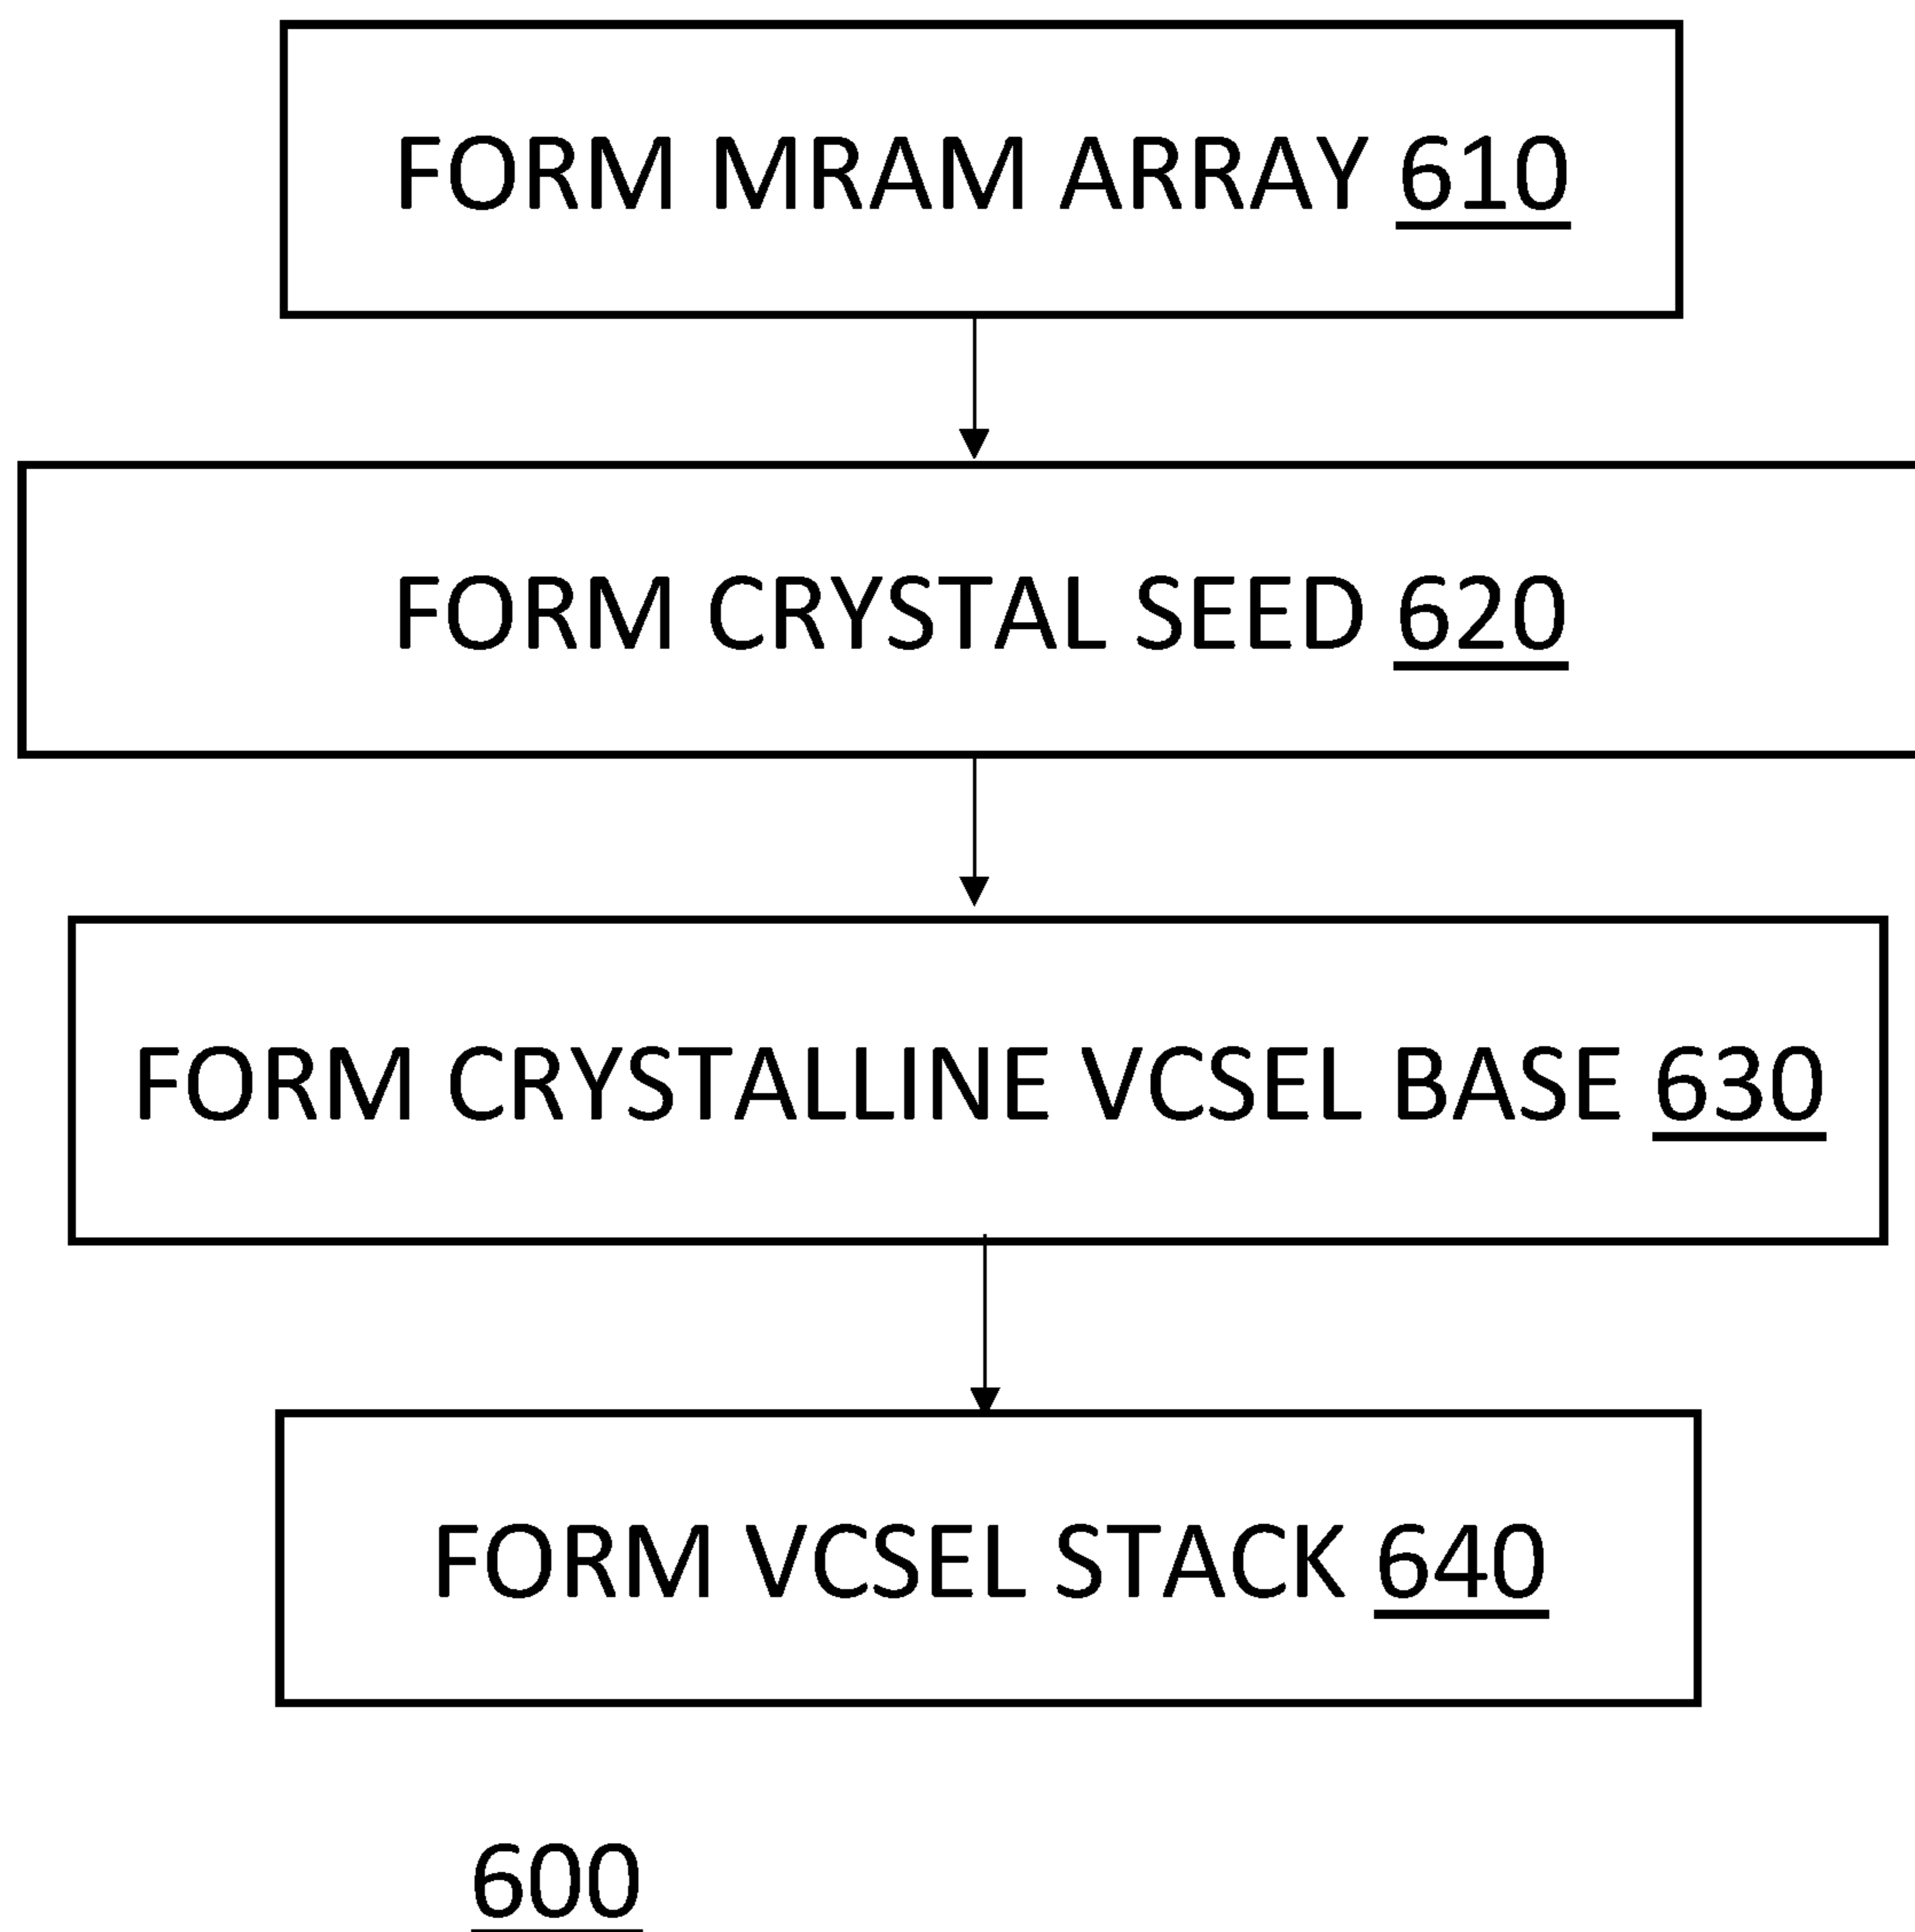 FORM MRAM ARRAY 610
FORM CRYSTAL SEED 620
FORM CRYSTALLINE VCSEL BASE 630
FORM VCSEL STACK 640
600